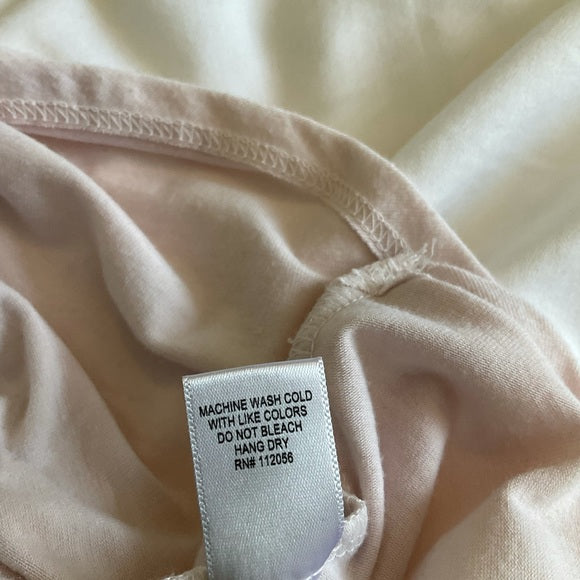 MACHINE WASH COLD
WITH LIKE COLORS
DO NOT BLEACH
HANG DRY
RN# 112056